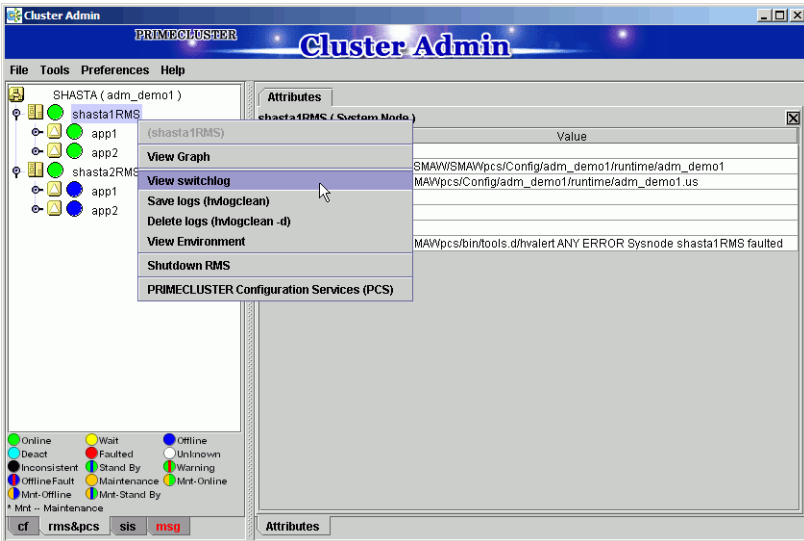 Cluster Admin
PRIMECLUSTER
Cluster Admin
File Tools Preferences Help
SHASTA ( adm_demo1 )
shasta1RMS
app1
app2
shasta2RMS
app1
app2
(shasta1RMS)
View Graph
View switchlog
Save logs (hvlogclean)
Delete logs (hvlogclean -d)
View Environment
Shutdown RMS
PRIMECLUSTER Configuration Services (PCS)
Attributes
shasta1RMS ( System Node )
Value
SMAW/SMAWpcs/Config/adm_demo1/runtime/adm_demo1
MAWpcs/Config/adm_demo1/runtime/adm_demo1.us
MAWpcs/bin/tools.d/hvalert ANY ERROR Sysnode shasta1RMS faulted
Online Wait Offline
Deact Faulted Unknown
Inconsistent Stand By Warning
OfflineFault Maintenance Mnt-Online
Mnt-Offline Mnt-Stand By
* Mnt -- Maintenance
cf rms&pcs sis msg
Attributes